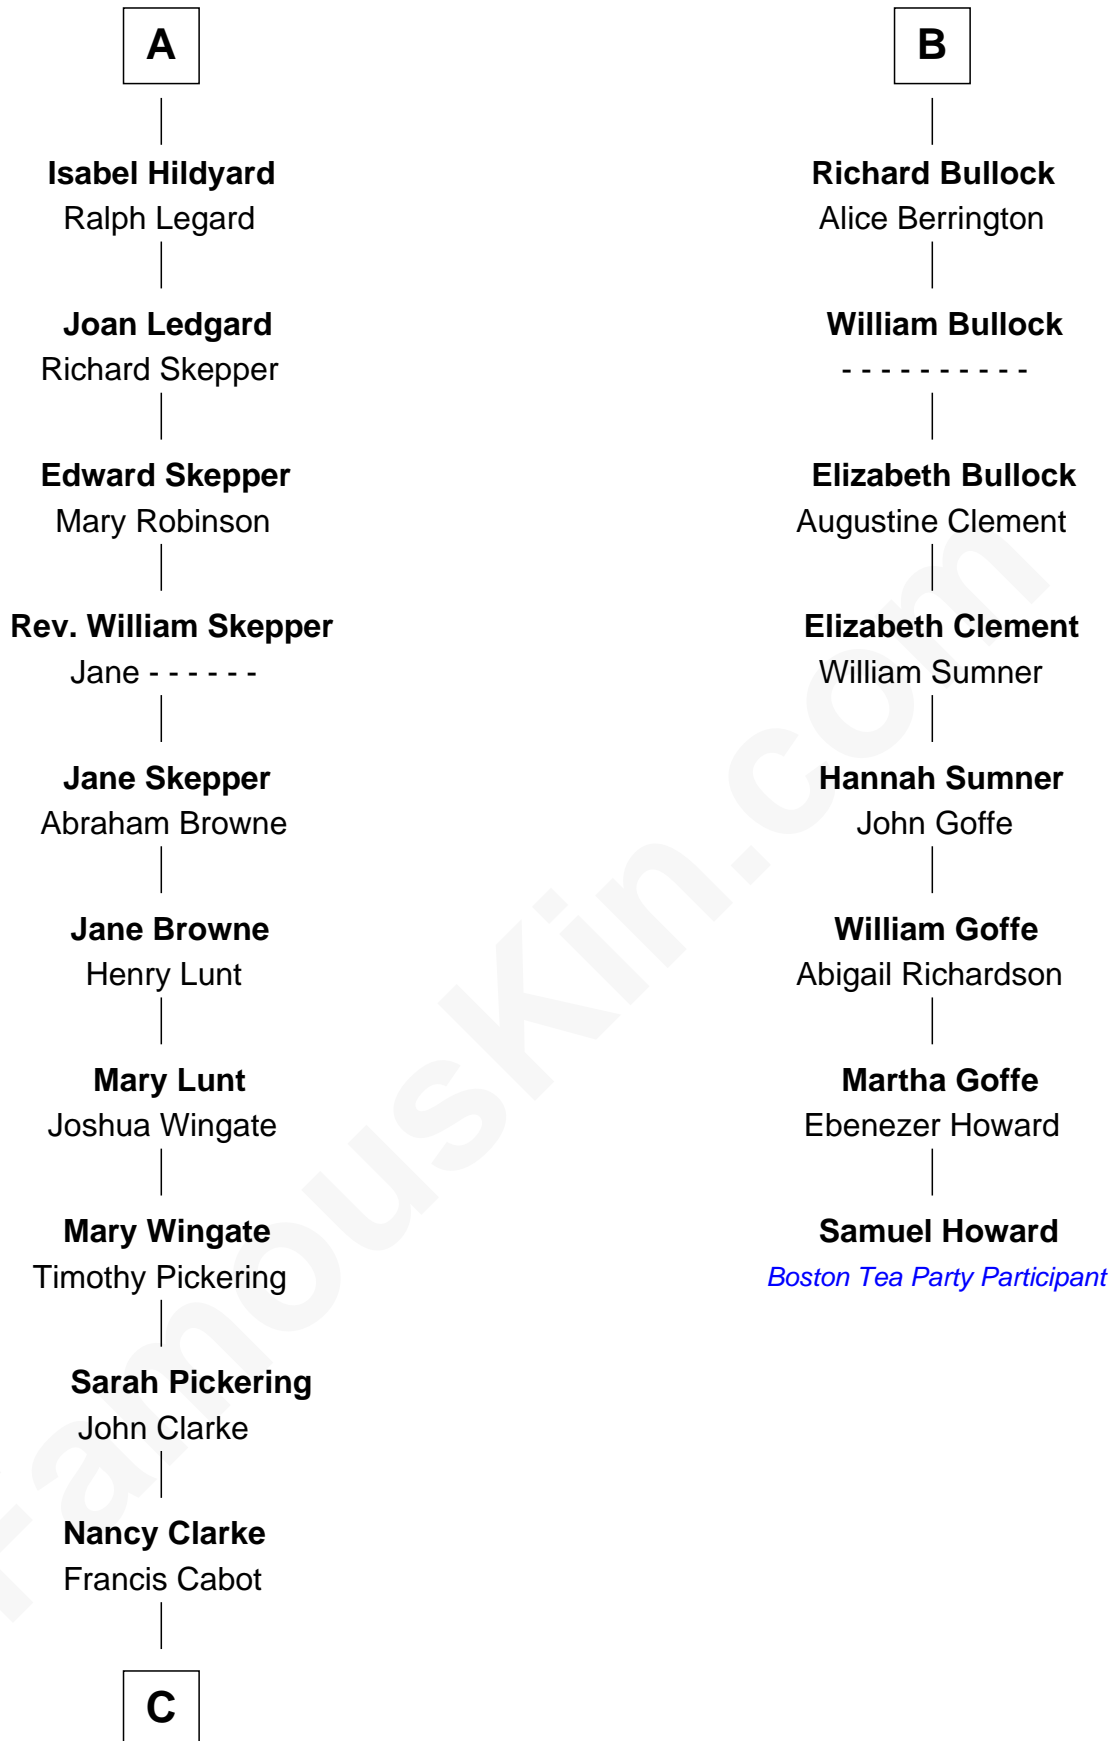 A
Isabel Hildyard
Ralph Legard
Joan Ledgard
Richard Skepper
Edward Skepper
Mary Robinson
Rev. William Skepper
Jane - - - - - -
Jane Skepper
Abraham Browne
Jane Browne
Henry Lunt
Mary Lunt
Joshua Wingate
Mary Wingate
Timothy Pickering
Sarah Pickering
John Clarke
Nancy Clarke
Francis Cabot
C
B
Richard Bullock
Alice Berrington
William Bullock
- - - - - - - - - -
Elizabeth Bullock
Augustine Clement
Elizabeth Clement
William Sumner
Hannah Sumner
John Goffe
William Goffe
Abigail Richardson
Martha Goffe
Ebenezer Howard
Samuel Howard
Boston Tea Party Participant
FamousKin.com